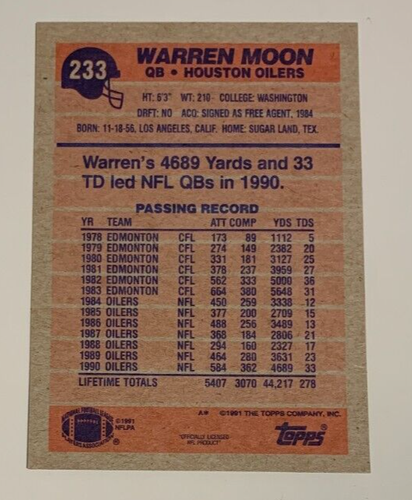 233
WARREN MOON
QB • HOUSTON OILERS
HT: 6'3" WT: 210 COLLEGE: WASHINGTON
DRFT: NO ACQ: SIGNED AS FREE AGENT, 1984
BORN: 11-18-56, LOS ANGELES, CALIF. HOME: SUGAR LAND, TEX.
Warren's 4689 Yards and 33
TD led NFL QBs in 1990.
PASSING RECORD
YR TEAM ATT COMP YDS TDS
1978 EDMONTON CFL 173 89 1112 5
1979 EDMONTON CFL 274 149 2382 20
1980 EDMONTON CFL 331 181 3127 25
1981 EDMONTON CFL 378 237 3959 27
1982 EDMONTON CFL 562 333 5000 36
1983 EDMONTON CFL 664 380 5648 31
1984 OILERS NFL 450 259 3338 12
1985 OILERS NFL 377 200 2709 15
1986 OILERS NFL 488 256 3489 13
1987 OILERS NFL 368 184 2806 21
1988 OILERS NFL 294 160 2327 17
1989 OILERS NFL 464 280 3631 23
1990 OILERS NFL 584 362 4689 33
LIFETIME TOTALS 5407 3070 44,217 278
A* ©1991 THE TOPPS COMPANY, INC.
©1991
NFLPA
"OFFICIALLY LICENSED
NFL PRODUCT"
topps